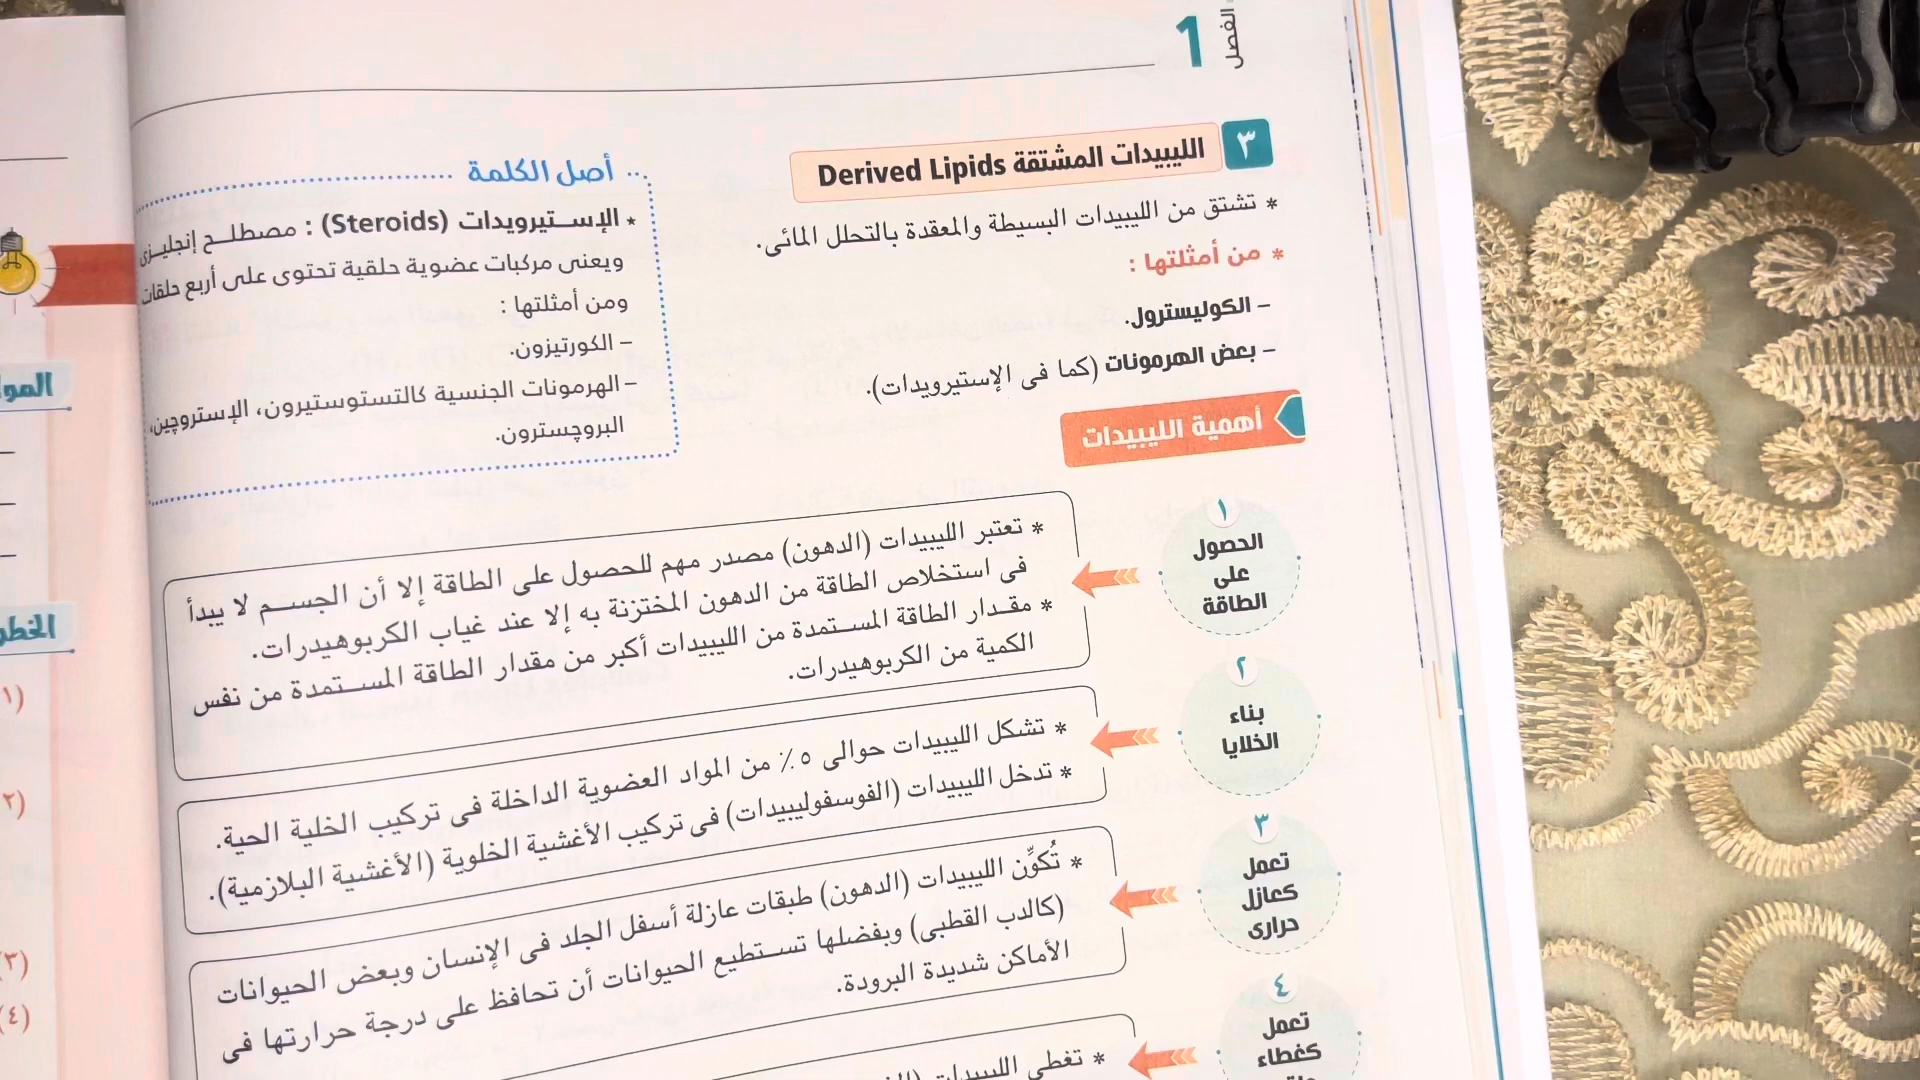 الفصل
1
٣ الليبيدات المشتقة Derived Lipids
* تشتق من الليبيدات البسيطة والمعقدة بالتحلل المائى.
* من أمثلتها :
– الكوليسترول.
– بعض الهرمونات (كما فى الإستيرويدات).
أصل الكلمة
* الإستيرويدات (Steroids) : مصطلح إنجليزى
ويعنى مركبات عضوية حلقية تحتوى على أربع حلقات
ومن أمثلتها :
– الكورتيزون.
– الهرمونات الجنسية كالتستوستيرون، الإستروچين،
البروچسترون.
أهمية الليبيدات
١
الحصول
على
الطاقة
* تعتبر الليبيدات (الدهون) مصدر مهم للحصول على الطاقة إلا أن الجسم لا يبدأ
فى استخلاص الطاقة من الدهون المختزنة به إلا عند غياب الكربوهيدرات.
* مقدار الطاقة المستمدة من الليبيدات أكبر من مقدار الطاقة المستمدة من نفس
الكمية من الكربوهيدرات.
٢
بناء
الخلايا
* تشكل الليبيدات حوالى ٥٪ من المواد العضوية الداخلة فى تركيب الخلية الحية.
* تدخل الليبيدات (الفوسفوليبيدات) فى تركيب الأغشية الخلوية (الأغشية البلازمية).
٣
تعمل
كعازل
حرارى
* تُكوِّن الليبيدات (الدهون) طبقات عازلة أسفل الجلد فى الإنسان وبعض الحيوانات
(كالدب القطبى) وبفضلها تستطيع الحيوانات أن تحافظ على درجة حرارتها فى
الأماكن شديدة البرودة.
٤
تعمل
كغطاء
* تغطى الليبيدات
(١
(٢
(٣
(٤